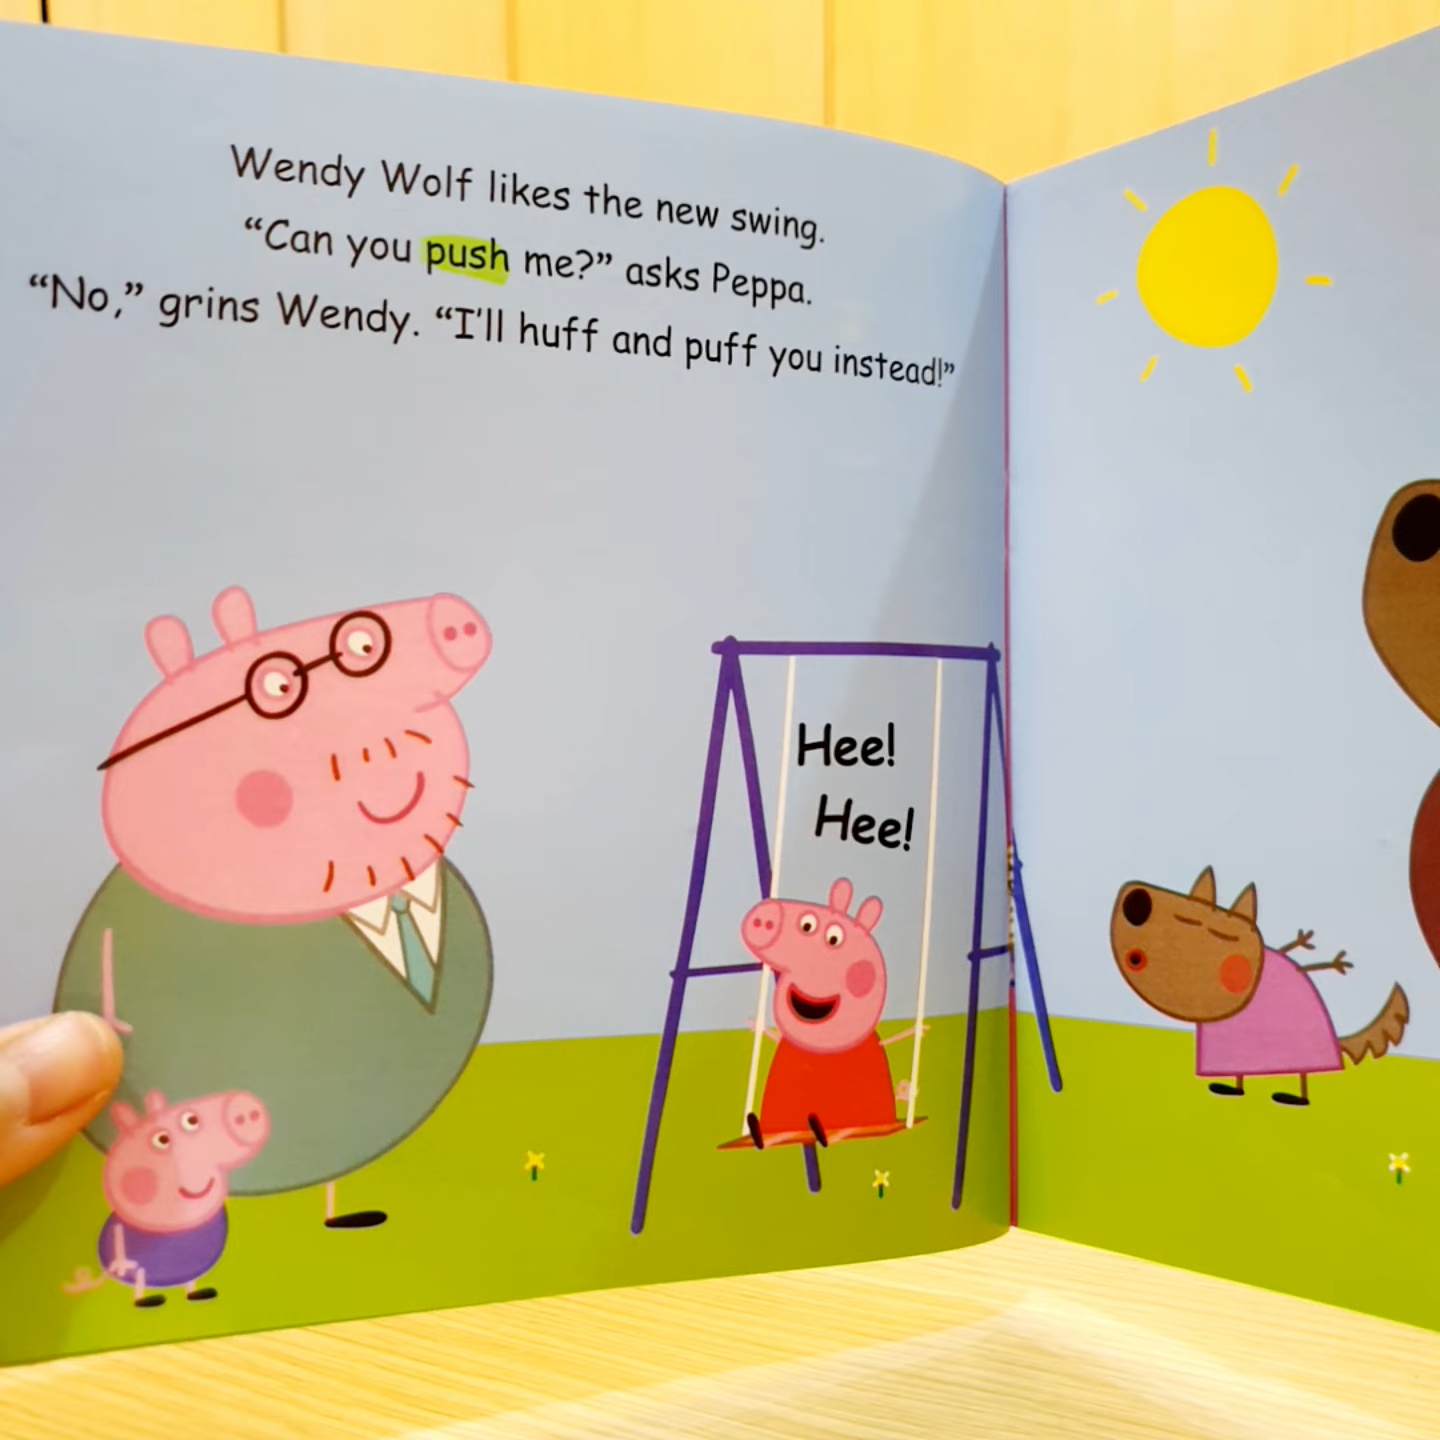 Wendy Wolf likes the new swing.
“Can you push me?” asks Peppa.
“No,” grins Wendy. “I'll huff and puff you instead!”
Hee!
Hee!